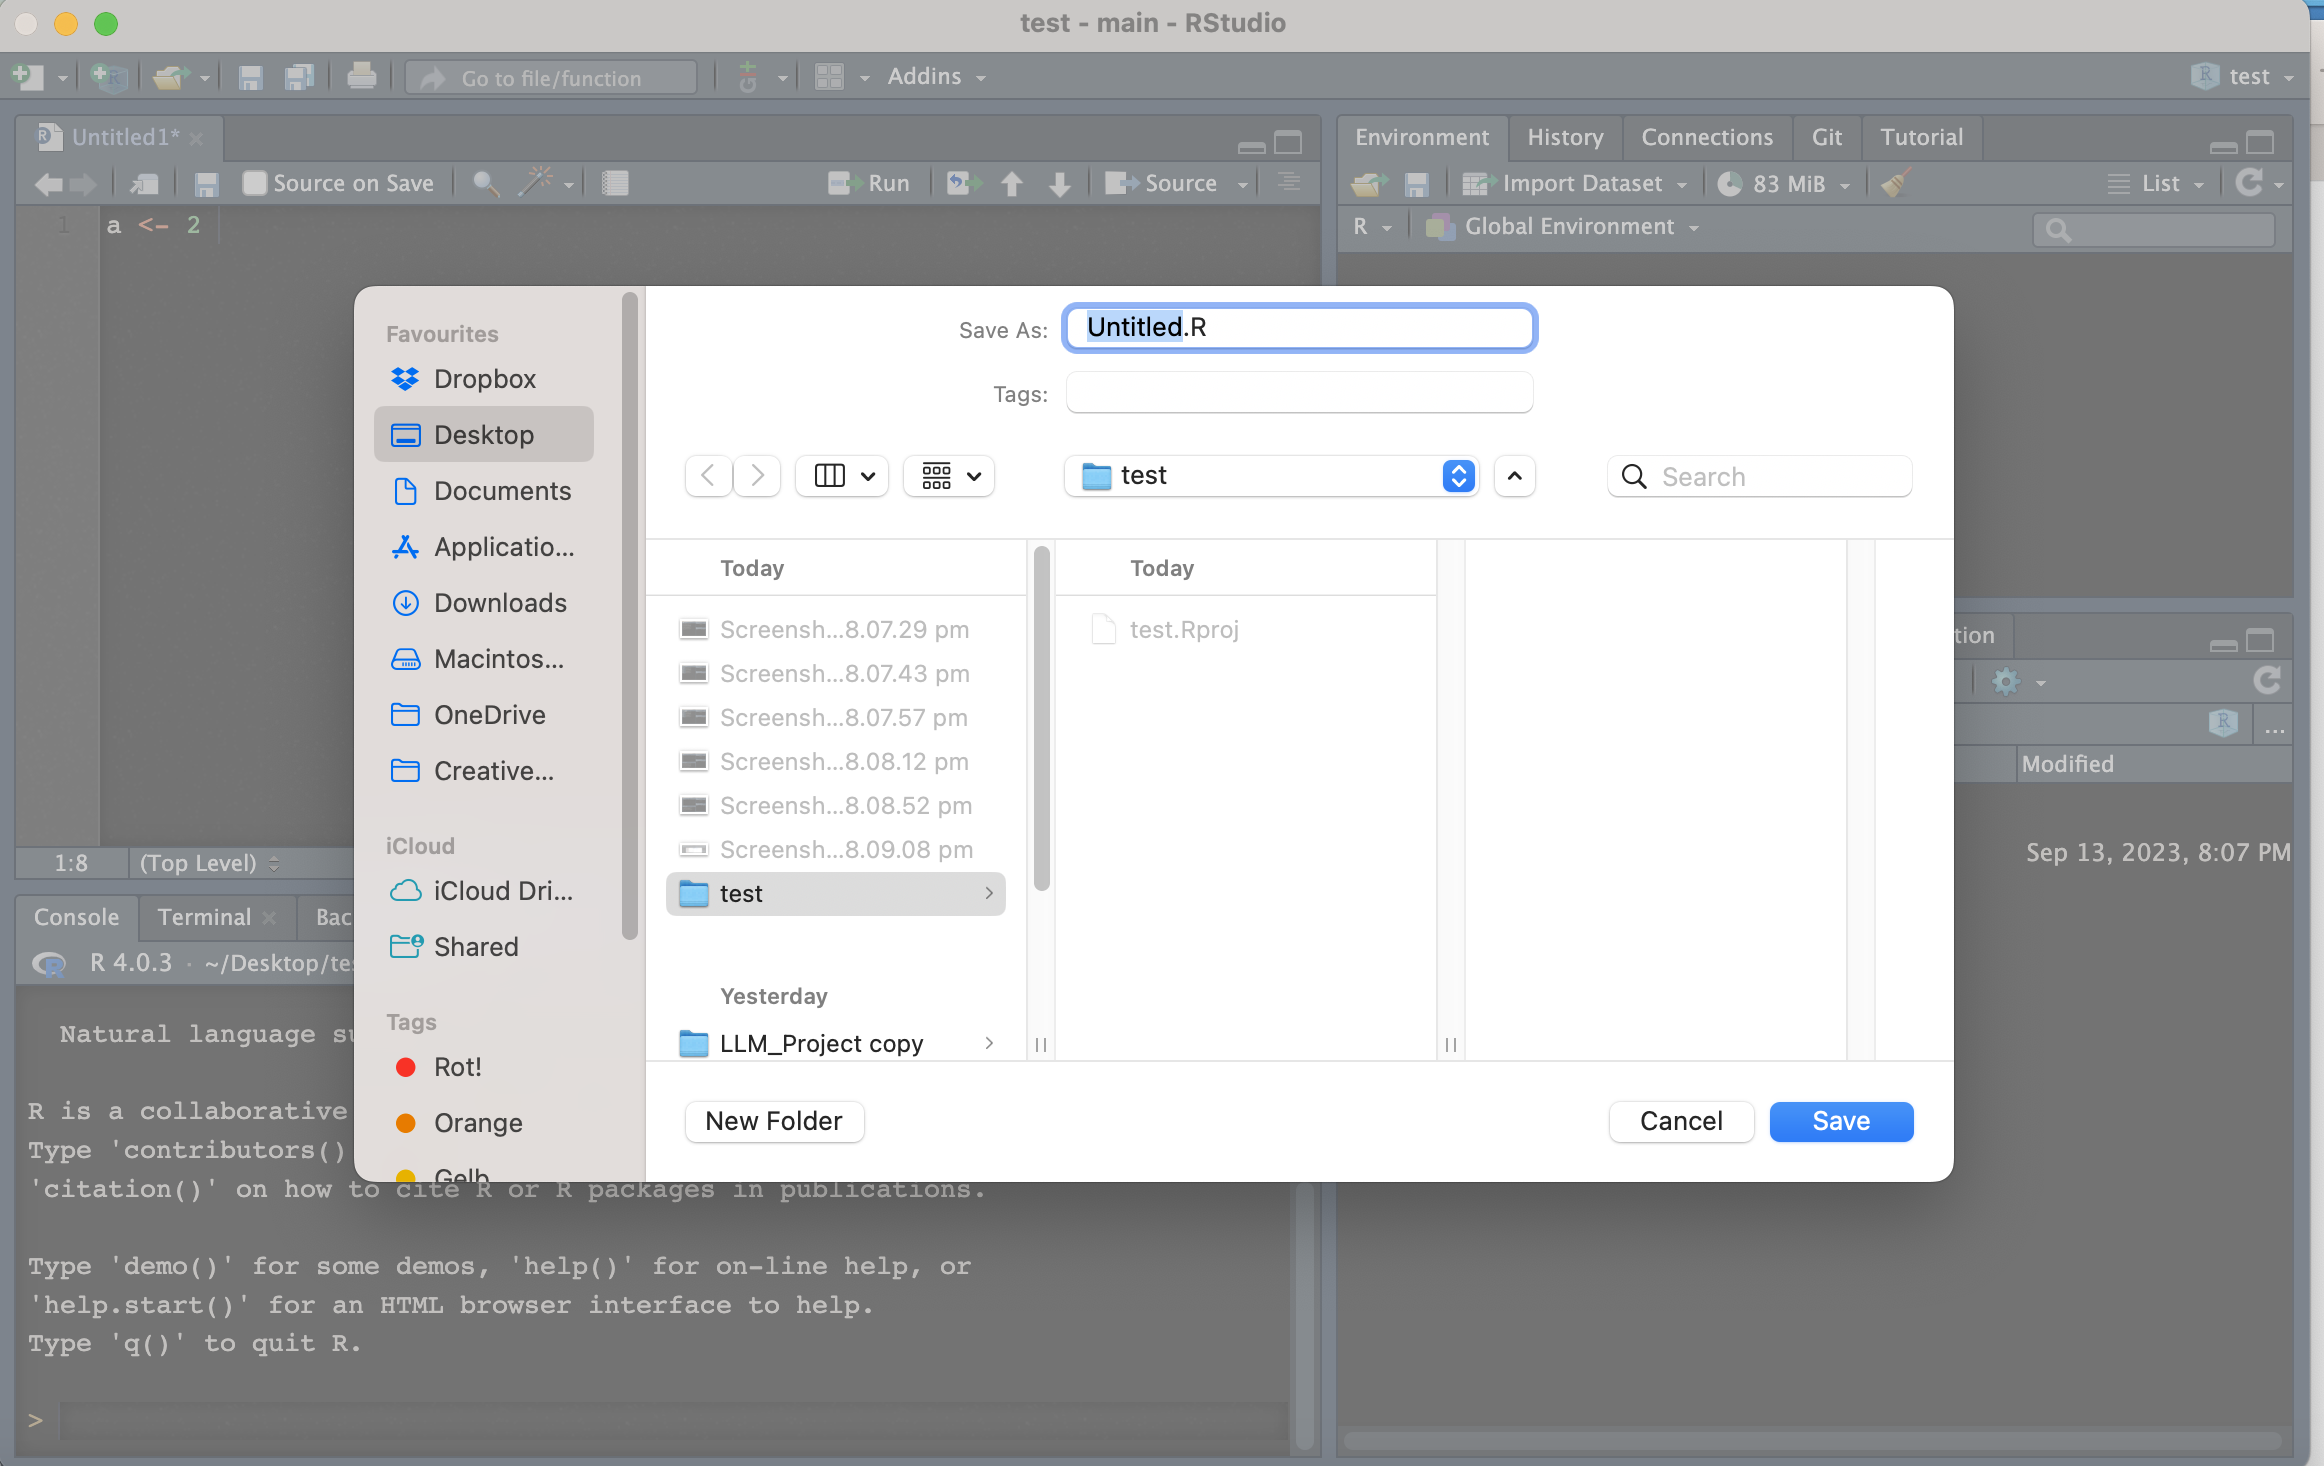 test - main - RStudio
Go to file/function
Git
Addins
R test
Untitled1*
Source on Save
Run
Source
1 a <- 2
1:8 (Top Level)
Environment History Connections Git Tutorial
Import Dataset 83 MiB List
R Global Environment
Favourites
Dropbox
Desktop
Documents
Applicatio...
Downloads
Macintos...
OneDrive
Creative...
iCloud
iCloud Dri...
Shared
Tags
Rot!
Orange
Gelb
Save As: Untitled.R
Tags:
test
Search
Today
Screensh...8.07.29 pm
Screensh...8.07.43 pm
Screensh...8.07.57 pm
Screensh...8.08.12 pm
Screensh...8.08.52 pm
Screensh...8.09.08 pm
test
Yesterday
LLM_Project copy
Today
test.Rproj
New Folder
Cancel
Save
tion
R ...
Modified
Sep 13, 2023, 8:07 PM
Console Terminal Bac
R 4.0.3 · ~/Desktop/tes
Natural language su
R is a collaborative
Type 'contributors()
'citation()' on how to cite R or R packages in publications.
Type 'demo()' for some demos, 'help()' for on-line help, or
'help.start()' for an HTML browser interface to help.
Type 'q()' to quit R.
>